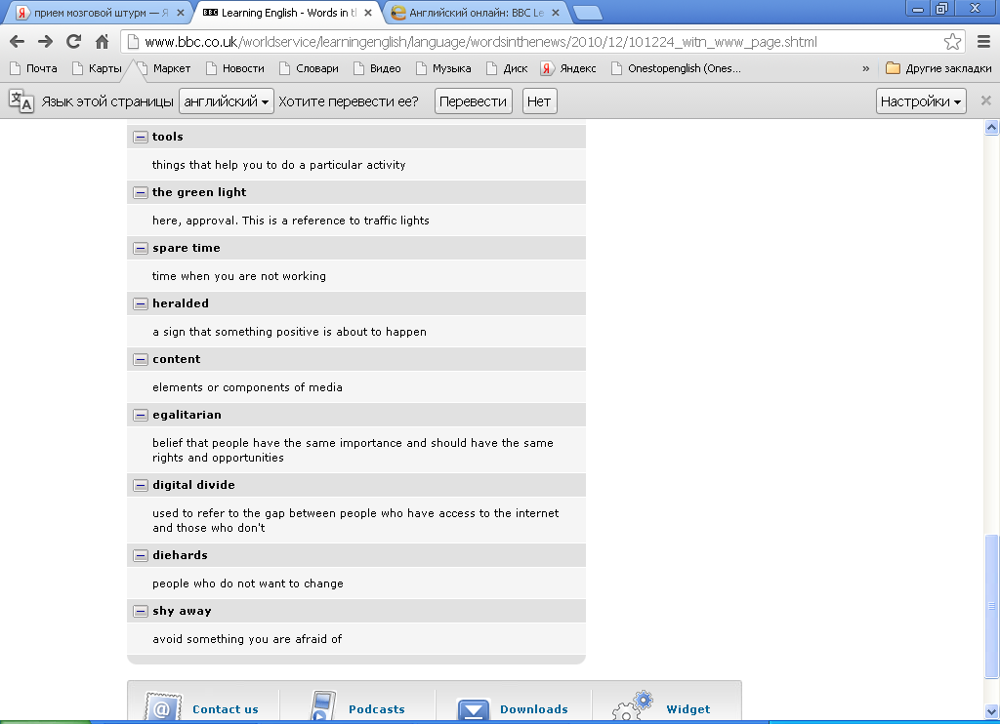 прием мозговой штурм — Я
BBC Learning English - Words in t
Английский онлайн: BBC Le
www.bbc.co.uk/worldservice/learningenglish/language/wordsinthenews/2010/12/101224_witn_www_page.shtml
Почта Карты Маркет Новости Словари Видео Музыка Диск Яндекс Onestopenglish (Ones... » Другие закладки
Язык этой страницы английский Хотите перевести ее? Перевести Нет Настройки
tools
things that help you to do a particular activity
the green light
here, approval. This is a reference to traffic lights
spare time
time when you are not working
heralded
a sign that something positive is about to happen
content
elements or components of media
egalitarian
belief that people have the same importance and should have the same
rights and opportunities
digital divide
used to refer to the gap between people who have access to the internet
and those who don't
diehards
people who do not want to change
shy away
avoid something you are afraid of
Contact us Podcasts Downloads Widget